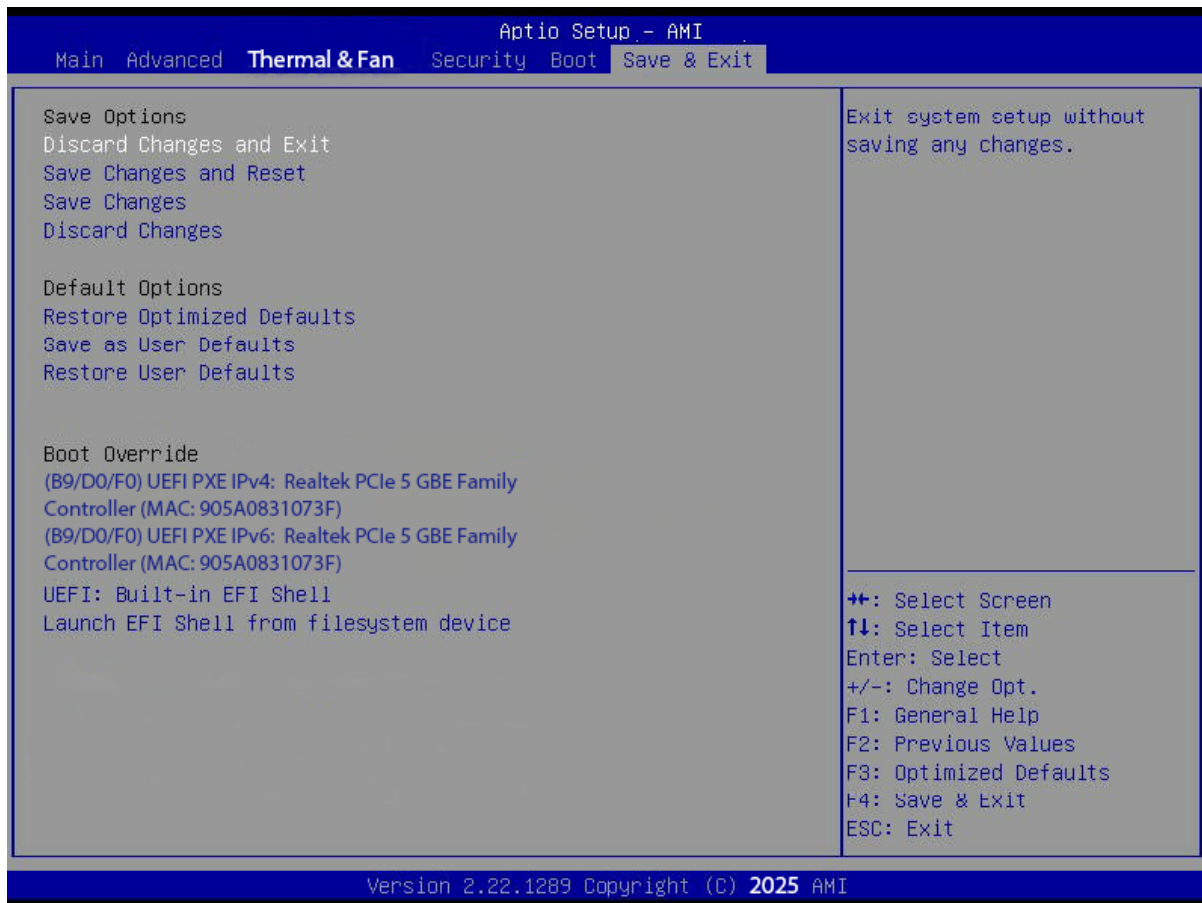 Aptio Setup – AMI
Main Advanced Thermal & Fan Security Boot Save & Exit
Save Options
Discard Changes and Exit
Save Changes and Reset
Save Changes
Discard Changes
Default Options
Restore Optimized Defaults
Save as User Defaults
Restore User Defaults
Boot Override
(B9/D0/F0) UEFI PXE IPv4: Realtek PCIe 5 GBE Family
Controller (MAC: 905A0831073F)
(B9/D0/F0) UEFI PXE IPv6: Realtek PCIe 5 GBE Family
Controller (MAC: 905A0831073F)
UEFI: Built-in EFI Shell
Launch EFI Shell from filesystem device
Exit system setup without
saving any changes.
→←: Select Screen
↑↓: Select Item
Enter: Select
+/-: Change Opt.
F1: General Help
F2: Previous Values
F3: Optimized Defaults
F4: Save & Exit
ESC: Exit
Version 2.22.1289 Copyright (C) 2025 AMI